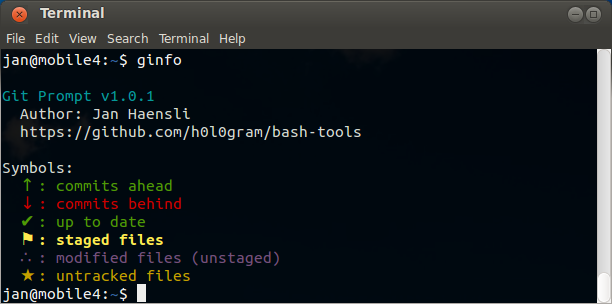 Terminal
File Edit View Search Terminal Help
jan@mobile4:~$ ginfo
Git Prompt v1.0.1
Author: Jan Haensli
https://github.com/h0l0gram/bash-tools
Symbols:
↑: commits ahead
↓: commits behind
✔: up to date
⚑: staged files
∴: modified files (unstaged)
★: untracked files
jan@mobile4:~$